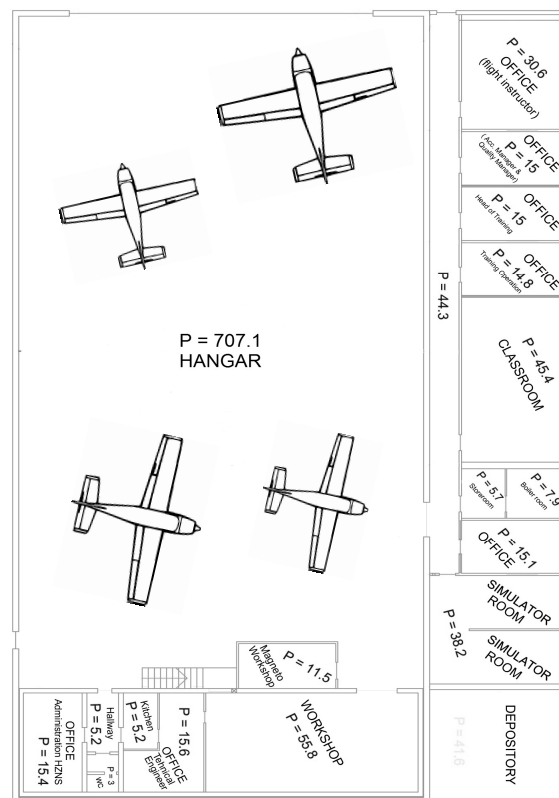 P = 30.6
OFFICE
(flight instructor)
OFFICE
P = 15
( Acc. Manager &
Quality Manager)
OFFICE
P = 15
Head of Training
OFFICE
P = 14.8
Training Operation
P = 44.3
P = 45.4
CLASSROOM
P = 707.1
HANGAR
P = 5.7
Storeroom
P = 7.9
Boiler room
P = 15.1
OFFICE
SIMULATOR
ROOM
P = 38.2
SIMULATOR
ROOM
Magneto
Workshop
P = 11.5
OFFICE
Administration HZNS
P = 15.4
Hallway
P = 5.2
P = 3
WC
Kitchen
P = 5.2
P = 15.6
OFFICE
Tehnical
Engineer
WORKSHOP
P = 55.8
DEPOSITORY
P = 41.6